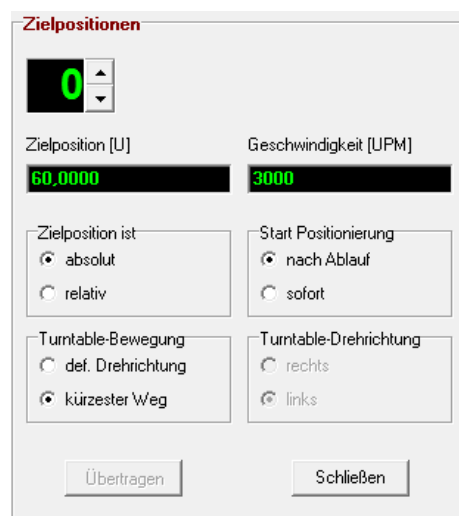 Zielpositionen
0
Zielposition [U] Geschwindigkeit [UPM]
60,0000 3000
Zielposition ist Start Positionierung
absolut nach Ablauf
relativ sofort
Turntable-Bewegung Turntable-Drehrichtung
def. Drehrichtung rechts
kürzester Weg links
Übertragen Schließen